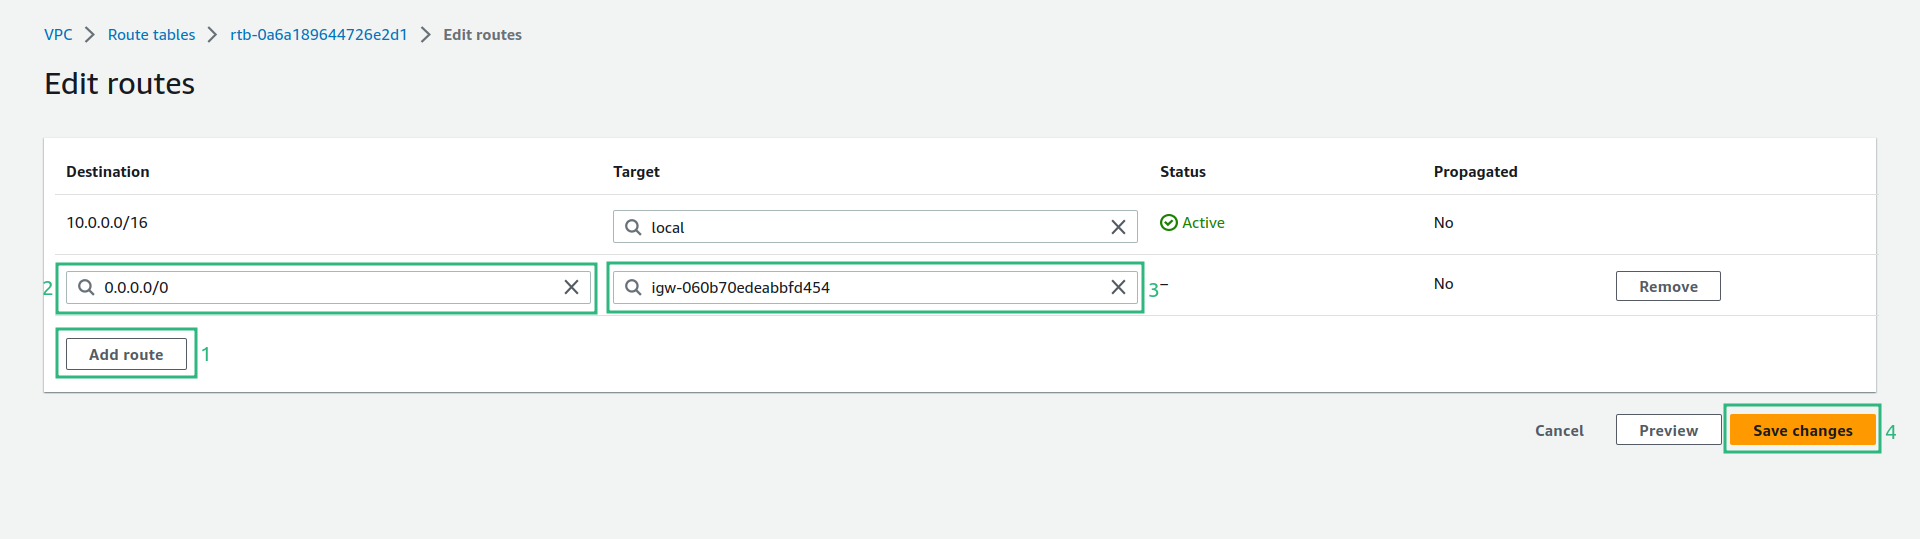 VPC > Route tables > rtb-0a6a189644726e2d1 > Edit routes
Edit routes
Destination Target Status Propagated
10.0.0.0/16 local Active No
2 0.0.0.0/0 igw-060b70edeabbfd454 3 – No Remove
Add route 1
Cancel Preview Save changes 4